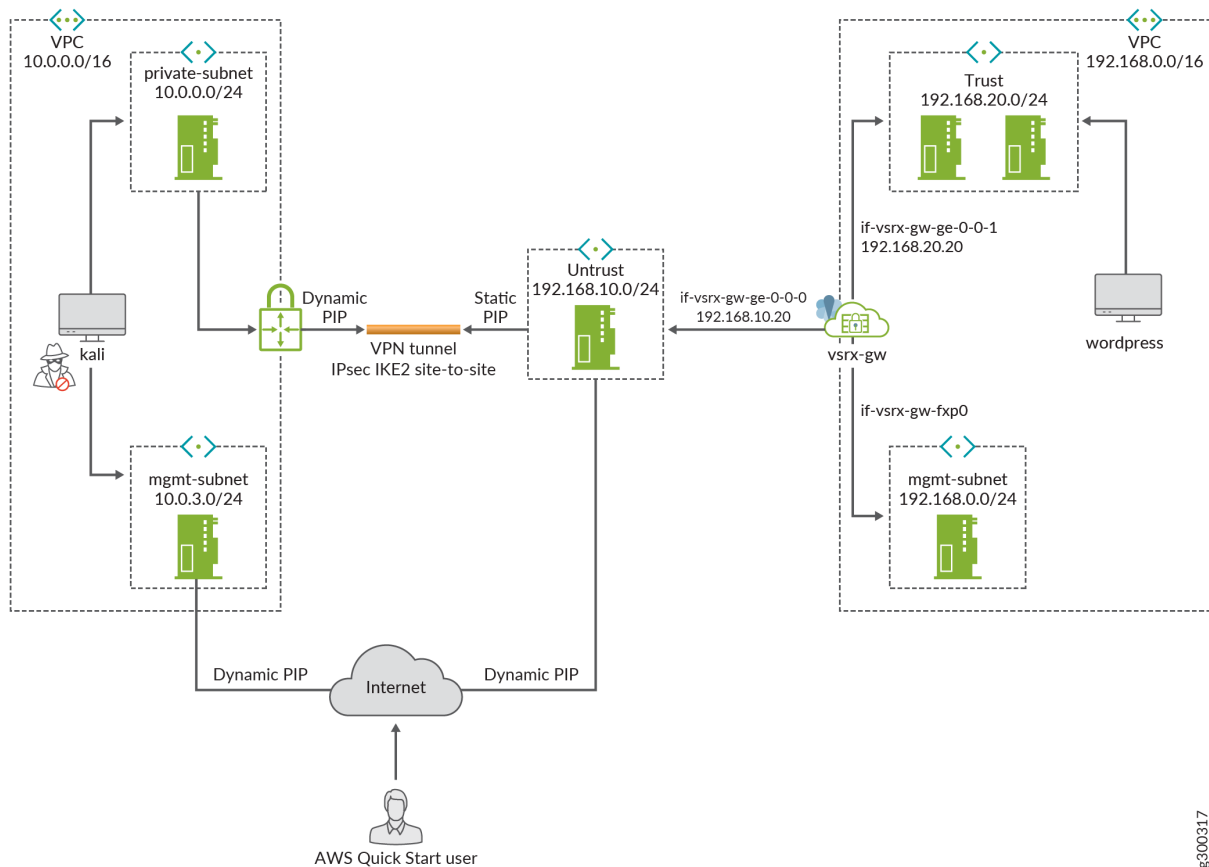 VPC
10.0.0.0/16
private-subnet
10.0.0.0/24
kali
mgmt-subnet
10.0.3.0/24
Dynamic
PIP
Static
PIP
VPN tunnel
IPsec IKE2 site-to-site
Untrust
192.168.10.0/24
if-vsrx-gw-ge-0-0-0
192.168.10.20
VPC
192.168.0.0/16
Trust
192.168.20.0/24
if-vsrx-gw-ge-0-0-1
192.168.20.20
vsrx-gw
wordpress
if-vsrx-gw-fxp0
mgmt-subnet
192.168.0.0/24
Dynamic PIP
Internet
Dynamic PIP
AWS Quick Start user
g300317